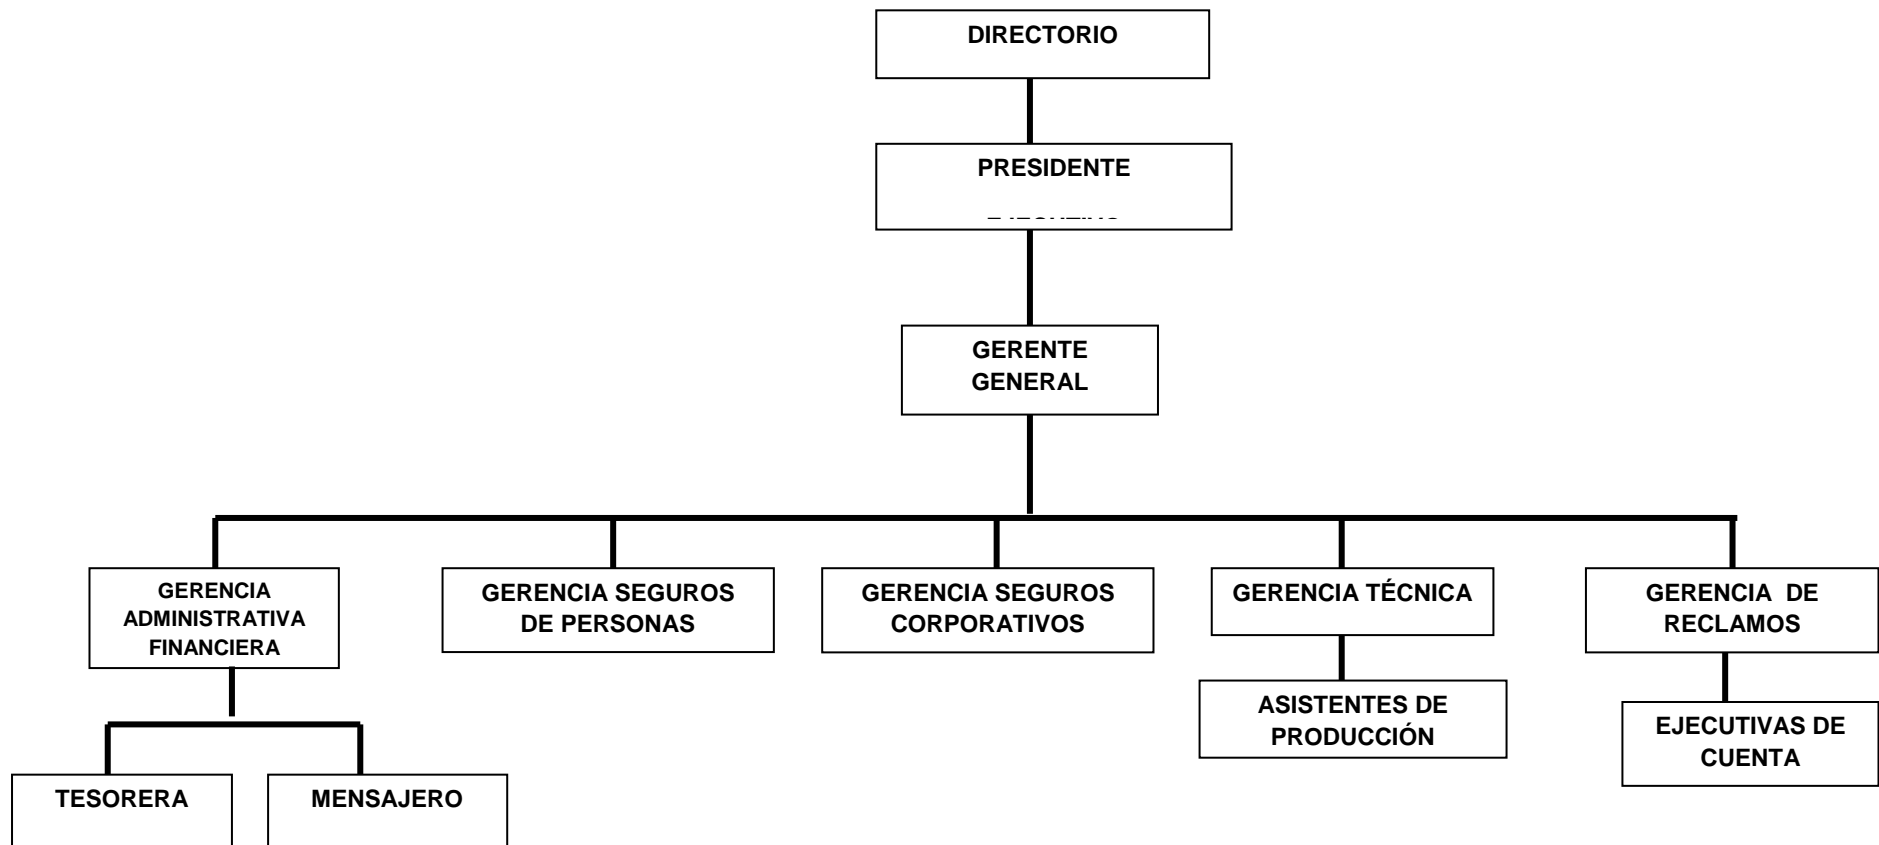 DIRECTORIO
PRESIDENTE
GERENTE
GENERAL
GERENCIA
ADMINISTRATIVA
FINANCIERA
GERENCIA SEGUROS
DE PERSONAS
GERENCIA SEGUROS
CORPORATIVOS
GERENCIA TÉCNICA
GERENCIA DE
RECLAMOS
ASISTENTES DE
PRODUCCIÓN
EJECUTIVAS DE
CUENTA
TESORERA
MENSAJERO